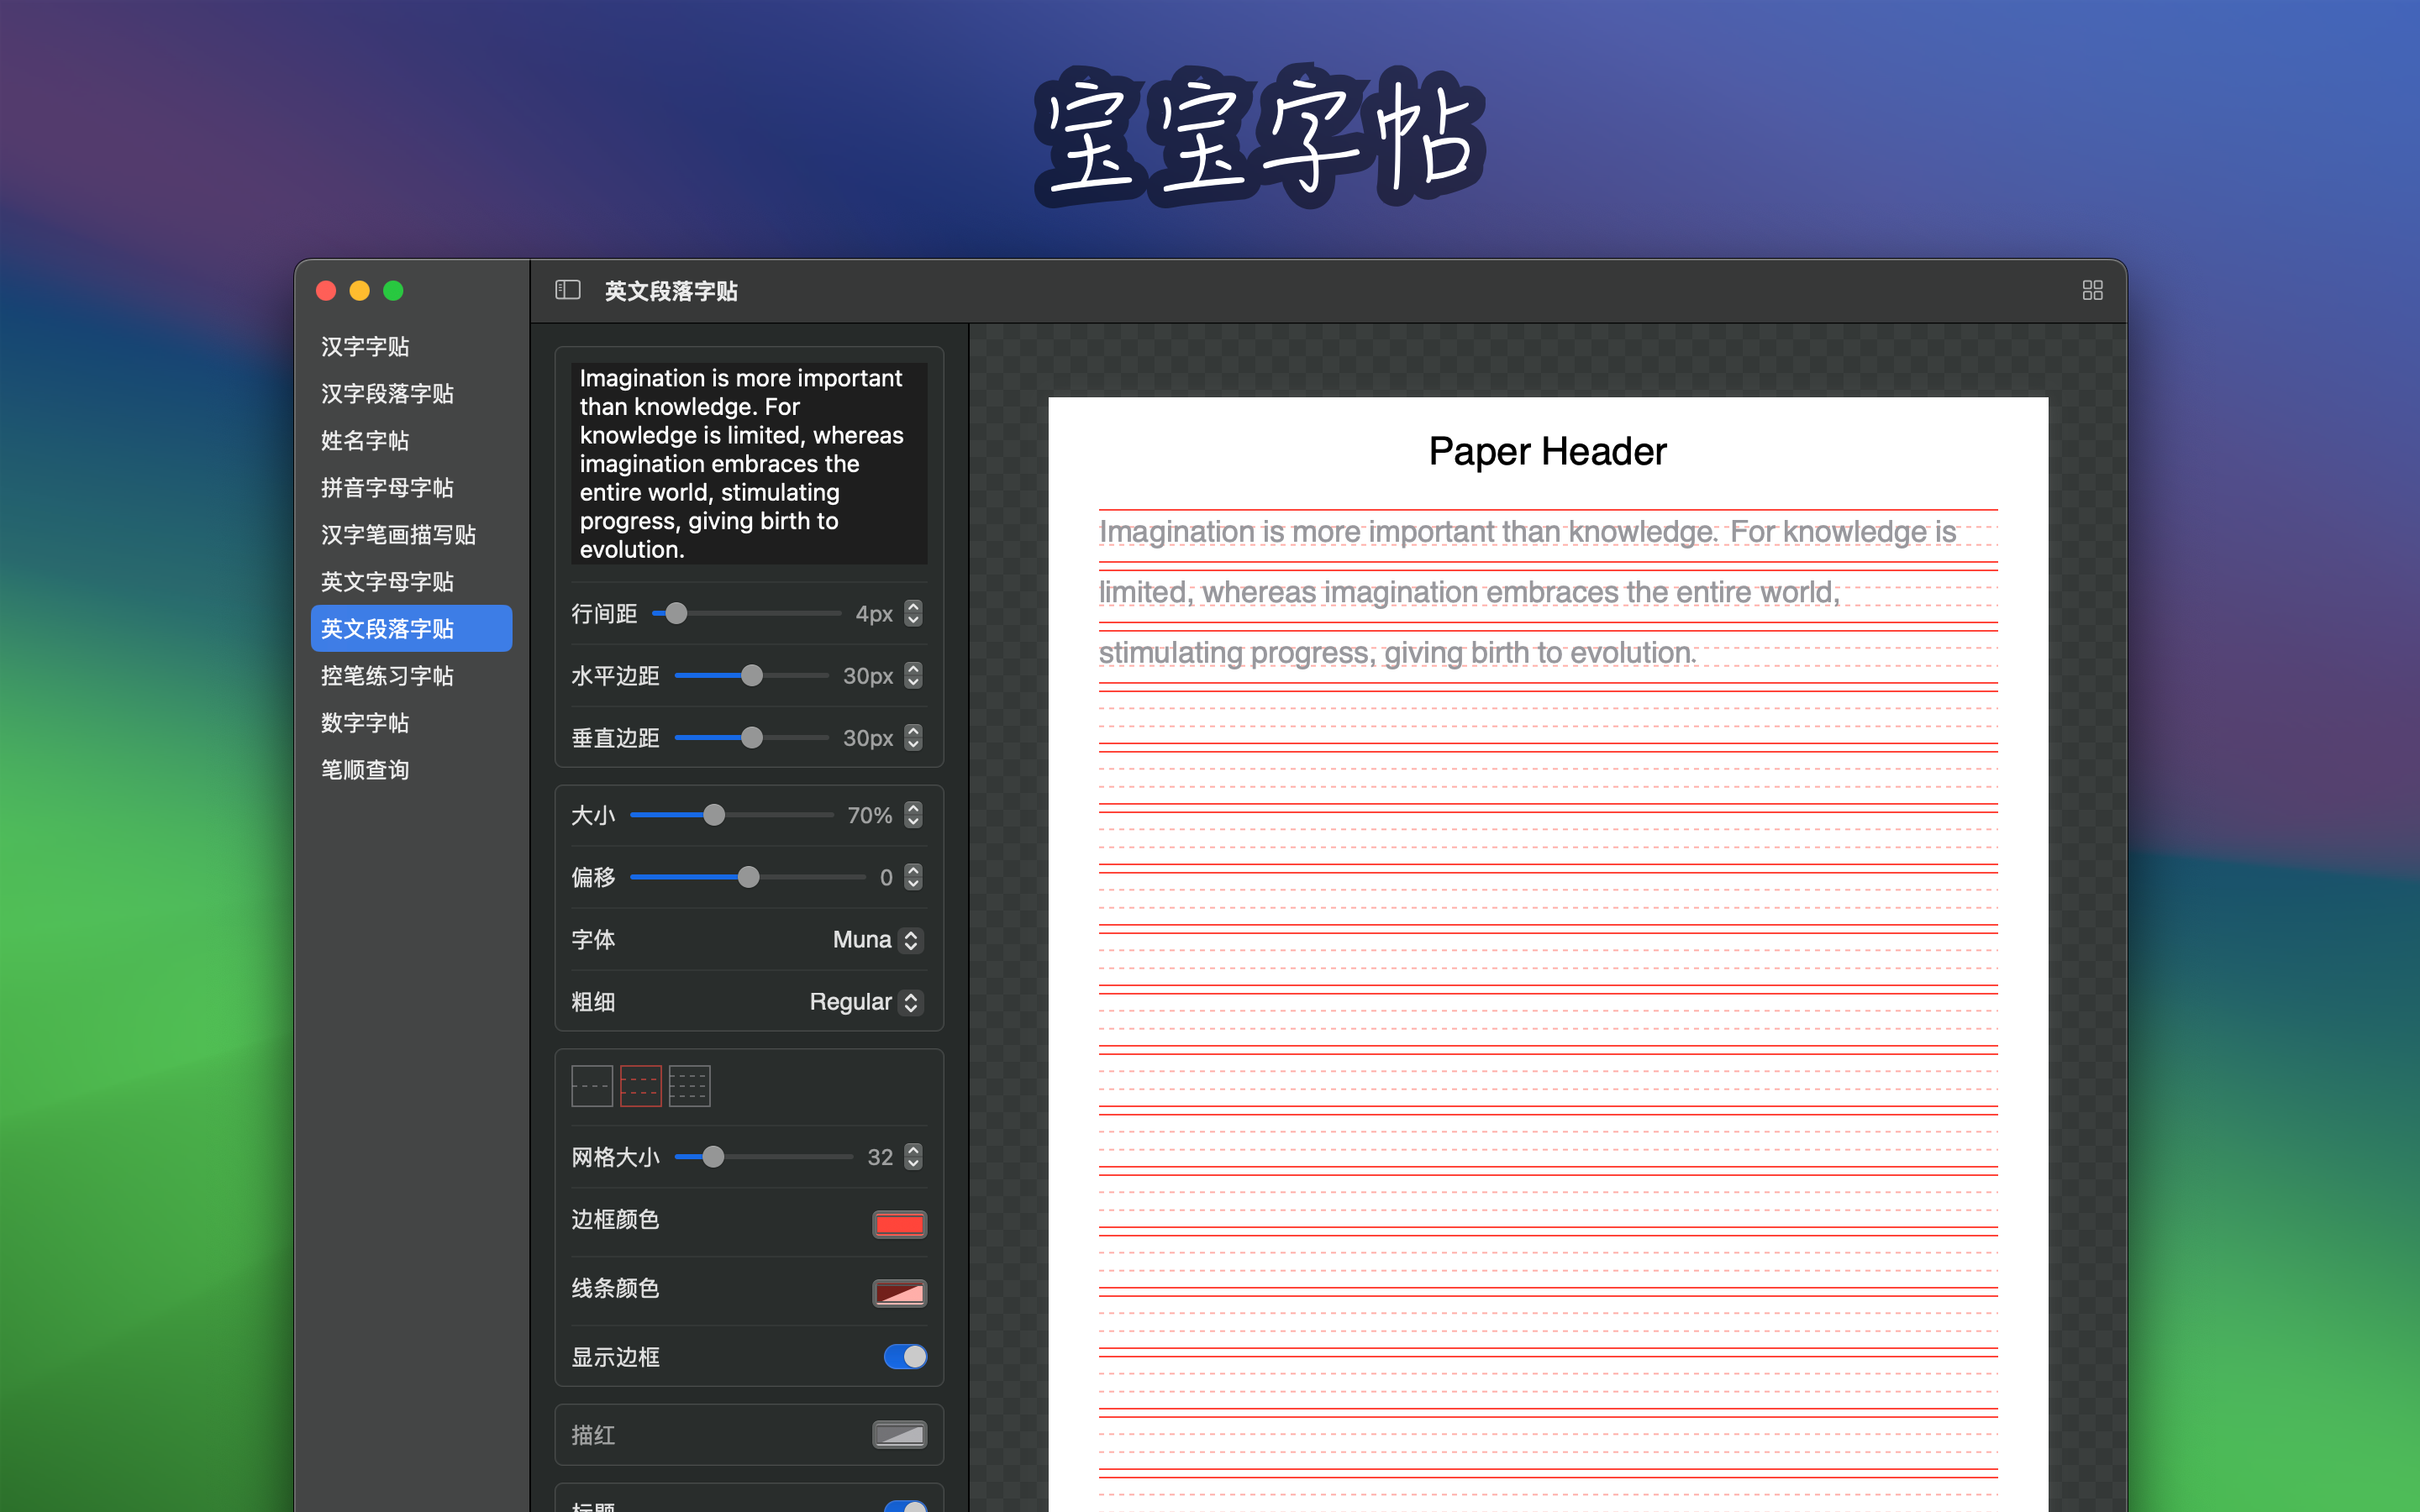 宝宝字帖
英文段落字贴
汉字字贴
汉字段落字贴
姓名字帖
拼音字母字帖
汉字笔画描写贴
英文字母字贴
英文段落字贴
控笔练习字帖
数字字帖
笔顺查询
Imagination is more important
than knowledge. For
knowledge is limited, whereas
imagination embraces the
entire world, stimulating
progress, giving birth to
evolution.
行间距 4px
水平边距 30px
垂直边距 30px
大小 70%
偏移 0
字体 Muna
粗细 Regular
网格大小 32
边框颜色
线条颜色
显示边框
描红
标题
Paper Header
Imagination is more important than knowledge. For knowledge is
limited, whereas imagination embraces the entire world,
stimulating progress, giving birth to evolution.